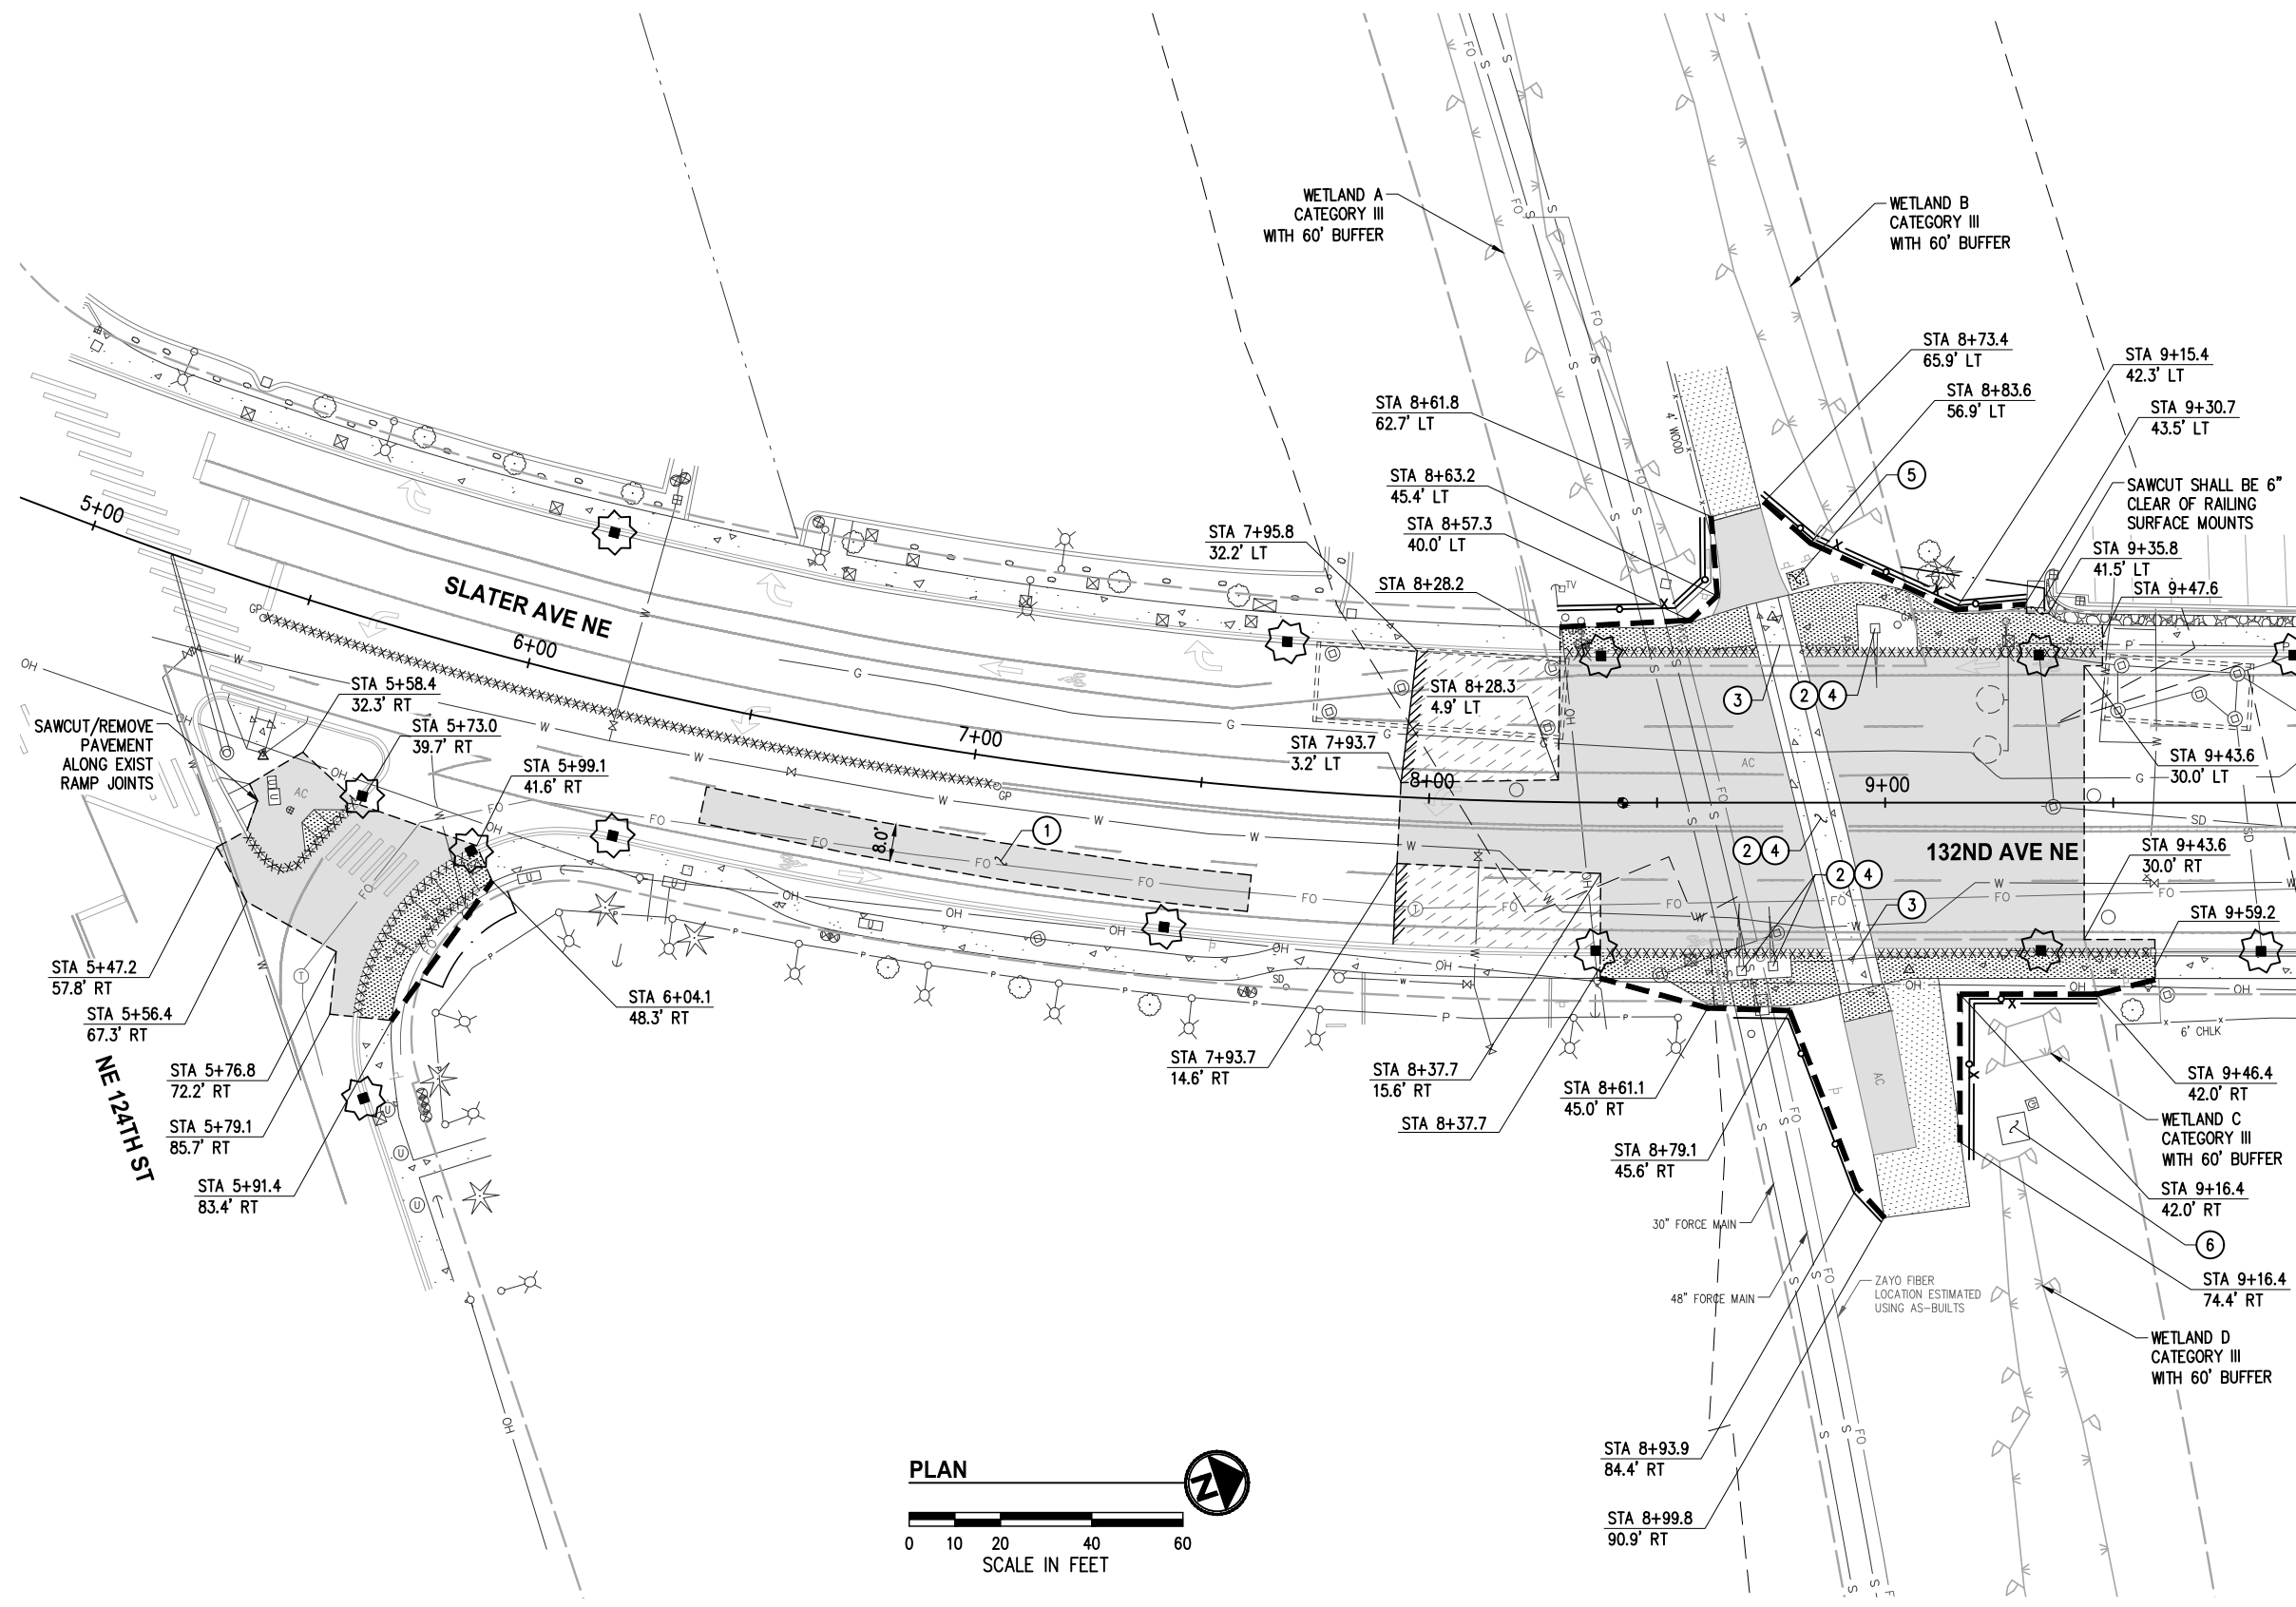 WETLAND A
CATEGORY III
WITH 60' BUFFER
WETLAND B
CATEGORY III
WITH 60' BUFFER
STA 8+73.4
65.9' LT
STA 9+15.4
42.3' LT
STA 8+83.6
56.9' LT
STA 9+30.7
43.5' LT
STA 8+61.8
62.7' LT
4' WOOD
5
STA 8+63.2
45.4' LT
SAWCUT SHALL BE 6"
CLEAR OF RAILING
SURFACE MOUNTS
STA 8+57.3
40.0' LT
STA 7+95.8
32.2' LT
STA 9+35.8
41.5' LT
STA 8+28.2
STA 9+47.6
TV
GAS
5+00
SLATER AVE NE
6+00
7+00
8+00
9+00
GP
GP
STA 5+58.4
32.3' RT
STA 5+73.0
39.7' RT
SAWCUT/REMOVE
PAVEMENT
ALONG EXIST
RAMP JOINTS
STA 5+99.1
41.6' RT
STA 8+28.3
4.9' LT
STA 7+93.7
3.2' LT
3
2
4
STA 9+43.6
30.0' LT
AC
AC
8.0'
1
2
4
132ND AVE NE
2
4
3
STA 9+43.6
30.0' RT
STA 9+59.2
STA 5+47.2
57.8' RT
STA 5+56.4
67.3' RT
STA 6+04.1
48.3' RT
STA 5+76.8
72.2' RT
STA 5+79.1
85.7' RT
STA 5+91.4
83.4' RT
NE 124TH ST
STA 7+93.7
14.6' RT
STA 8+37.7
15.6' RT
STA 8+37.7
STA 8+61.1
45.0' RT
STA 8+79.1
45.6' RT
AC
6' CHLK
STA 9+46.4
42.0' RT
WETLAND C
CATEGORY III
WITH 60' BUFFER
STA 9+16.4
42.0' RT
6
STA 9+16.4
74.4' RT
30" FORCE MAIN
48" FORCE MAIN
ZAYO FIBER
LOCATION ESTIMATED
USING AS-BUILTS
WETLAND D
CATEGORY III
WITH 60' BUFFER
STA 8+93.9
84.4' RT
STA 8+99.8
90.9' RT
PLAN
Z
0 10 20 40 60
SCALE IN FEET